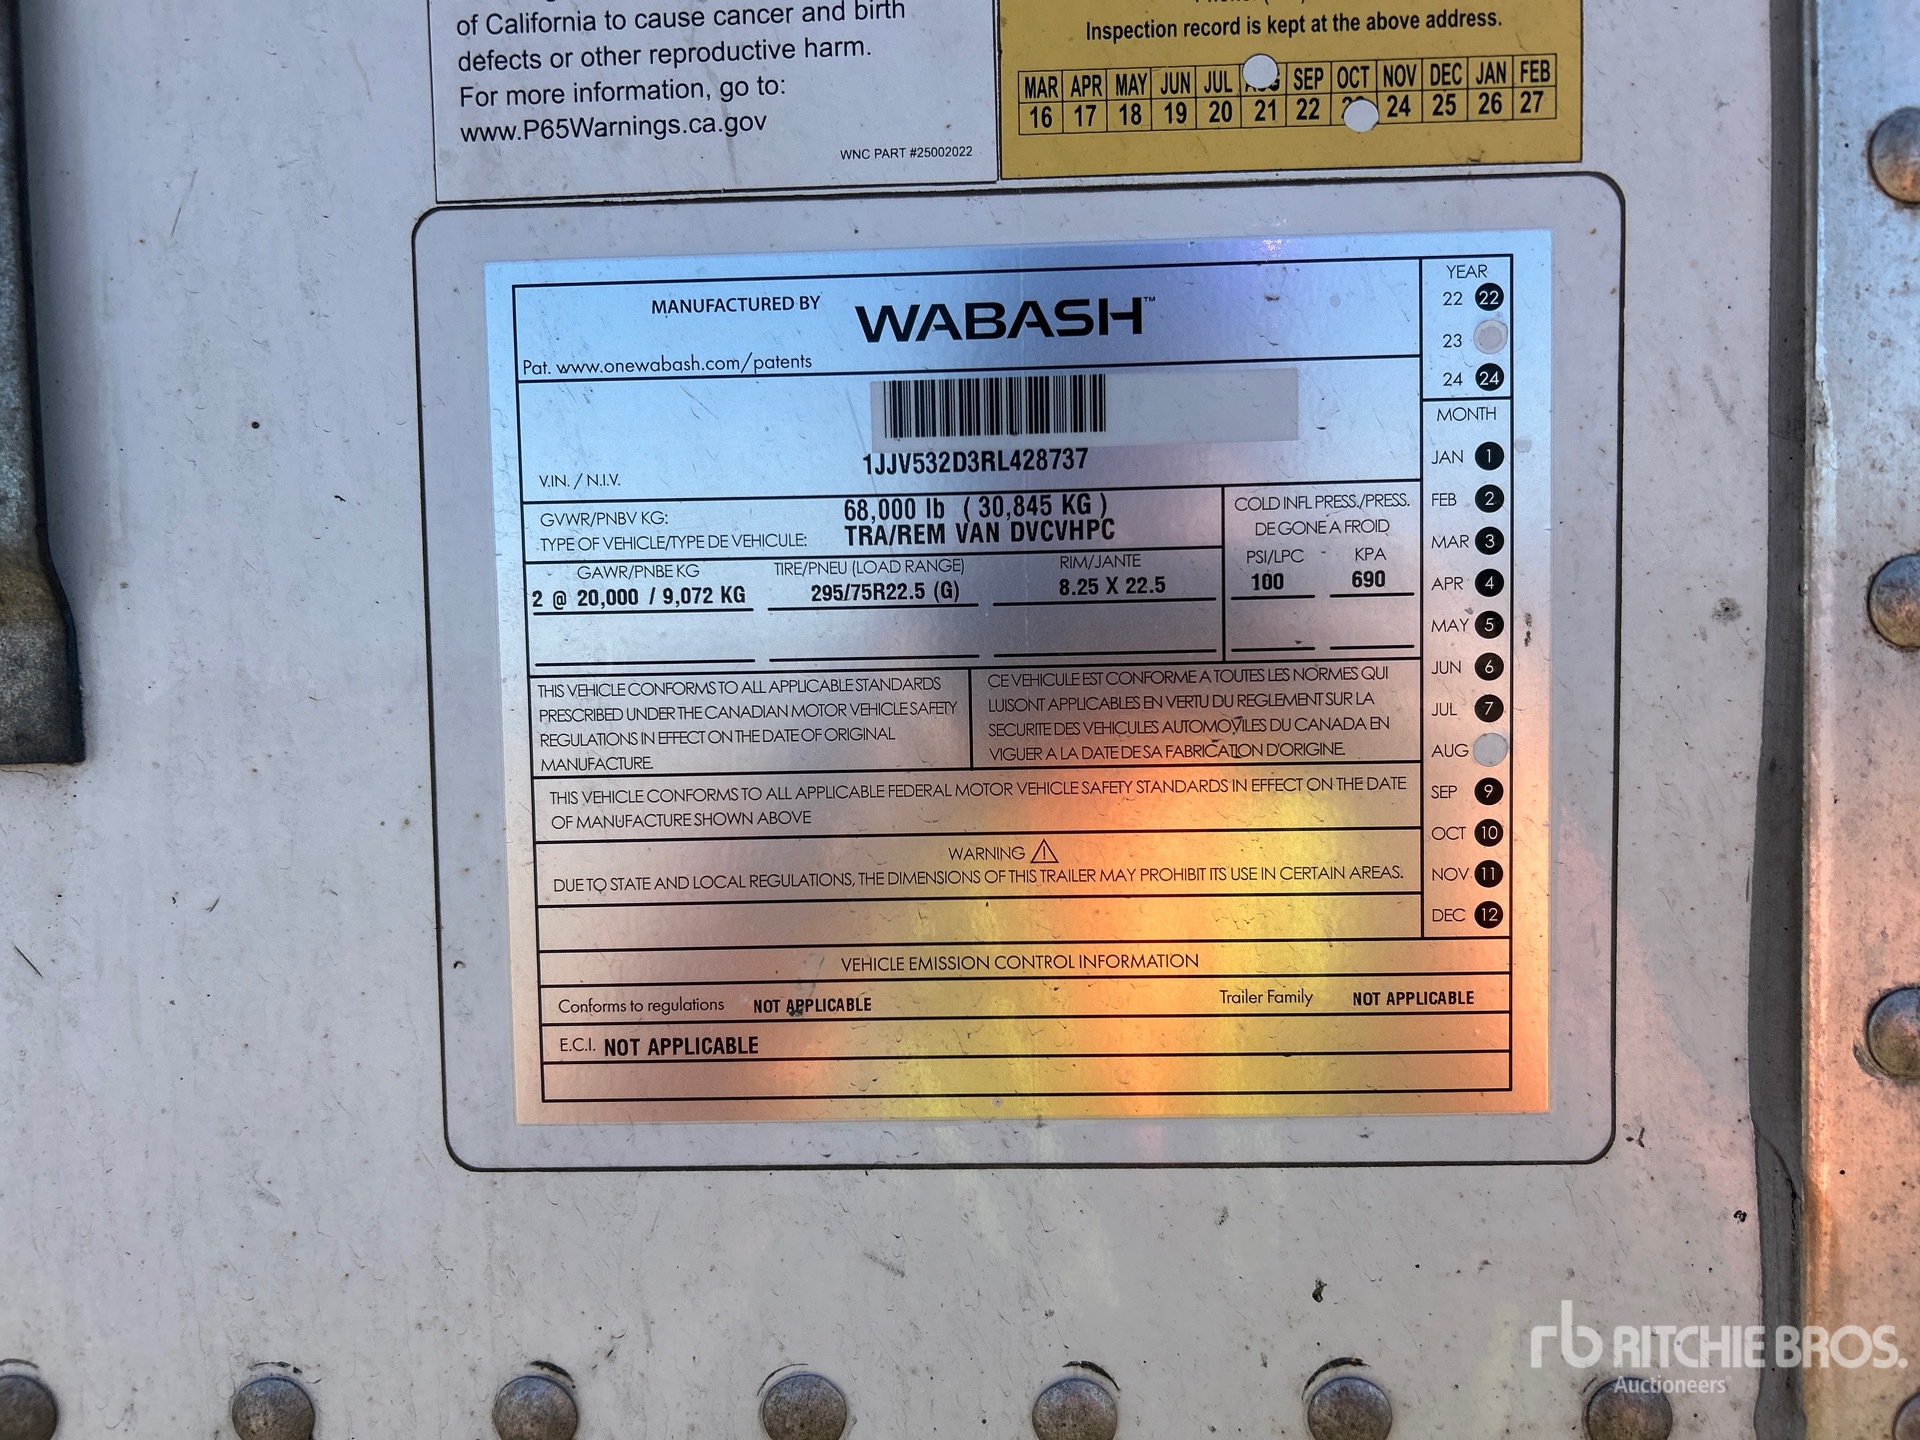 of California to cause cancer and birth
defects or other reproductive harm.
For more information, go to:
www.P65Warnings.ca.gov
WNC PART #25002022
Inspection record is kept at the above address.
MAR APR MAY JUN JUL SEP OCT NOV DEC JAN FEB
16 17 18 19 20 21 22 24 25 26 27
MANUFACTURED BY WABASH™
Pat. www.onewabash.com/patents
V.IN. / N.I.V.
1JJV532D3RL428737
GVWR/PNBV KG: 68,000 lb ( 30,845 KG )
TYPE OF VEHICLE/TYPE DE VEHICULE: TRA/REM VAN DVCVHPC
COLD INFL PRESS./PRESS.
DE GONE A FROID
GAWR/PNBE KG TIRE/PNEU (LOAD RANGE) RIM/JANTE PSI/LPC - KPA
2 @ 20,000 / 9,072 KG 295/75R22.5 (G) 8.25 X 22.5 100 690
THIS VEHICLE CONFORMS TO ALL APPLICABLE STANDARDS
PRESCRIBED UNDER THE CANADIAN MOTOR VEHICLE SAFETY
REGULATIONS IN EFFECT ON THE DATE OF ORIGINAL
MANUFACTURE.
CE VEHICULE EST CONFORME A TOUTES LES NORMES QUI
LUISONT APPLICABLES EN VERTU DU REGLEMENT SUR LA
SECURITE DES VEHICULES AUTOMOVILES DU CANADA EN
VIGUER A LA DATE DE SA FABRICATION D'ORIGINE.
THIS VEHICLE CONFORMS TO ALL APPLICABLE FEDERAL MOTOR VEHICLE SAFETY STANDARDS IN EFFECT ON THE DATE
OF MANUFACTURE SHOWN ABOVE
WARNING
DUE TO STATE AND LOCAL REGULATIONS, THE DIMENSIONS OF THIS TRAILER MAY PROHIBIT ITS USE IN CERTAIN AREAS.
VEHICLE EMISSION CONTROL INFORMATION
Conforms to regulations NOT APPLICABLE Trailer Family NOT APPLICABLE
E.C.I. NOT APPLICABLE
YEAR
22 22
23
24 24
MONTH
JAN 1
FEB 2
MAR 3
APR 4
MAY 5
JUN 6
JUL 7
AUG
SEP 9
OCT 10
NOV 11
DEC 12
rb RITCHIE BROS.
Auctioneers